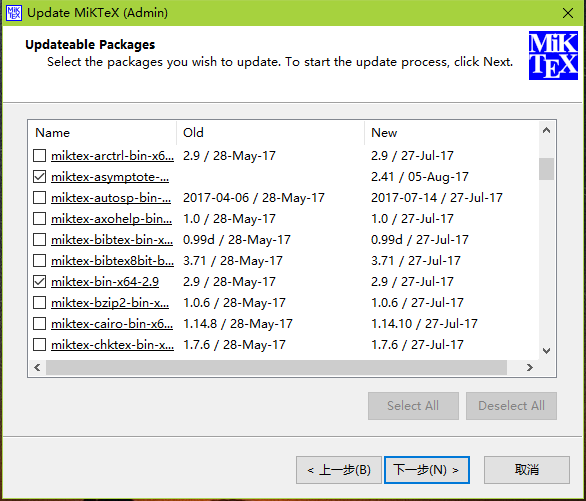 Update MiKTeX (Admin)
Updateable Packages
Select the packages you wish to update. To start the update process, click Next.
MiK
TEX
Name Old New
miktex-arctrl-bin-x6... 2.9 / 28-May-17 2.9 / 27-Jul-17
miktex-asymptote-... 2.41 / 05-Aug-17
miktex-autosp-bin-... 2017-04-06 / 28-May-17 2017-07-14 / 27-Jul-17
miktex-axohelp-bin... 1.0 / 28-May-17 1.0 / 27-Jul-17
miktex-bibtex-bin-x... 0.99d / 28-May-17 0.99d / 27-Jul-17
miktex-bibtex8bit-b... 3.71 / 28-May-17 3.71 / 27-Jul-17
miktex-bin-x64-2.9 2.9 / 28-May-17 2.9 / 27-Jul-17
miktex-bzip2-bin-x... 1.0.6 / 28-May-17 1.0.6 / 27-Jul-17
miktex-cairo-bin-x6... 1.14.8 / 28-May-17 1.14.10 / 27-Jul-17
miktex-chktex-bin-x... 1.7.6 / 28-May-17 1.7.6 / 27-Jul-17
Select All Deselect All
< 上一步(B) 下一步(N) > 取消